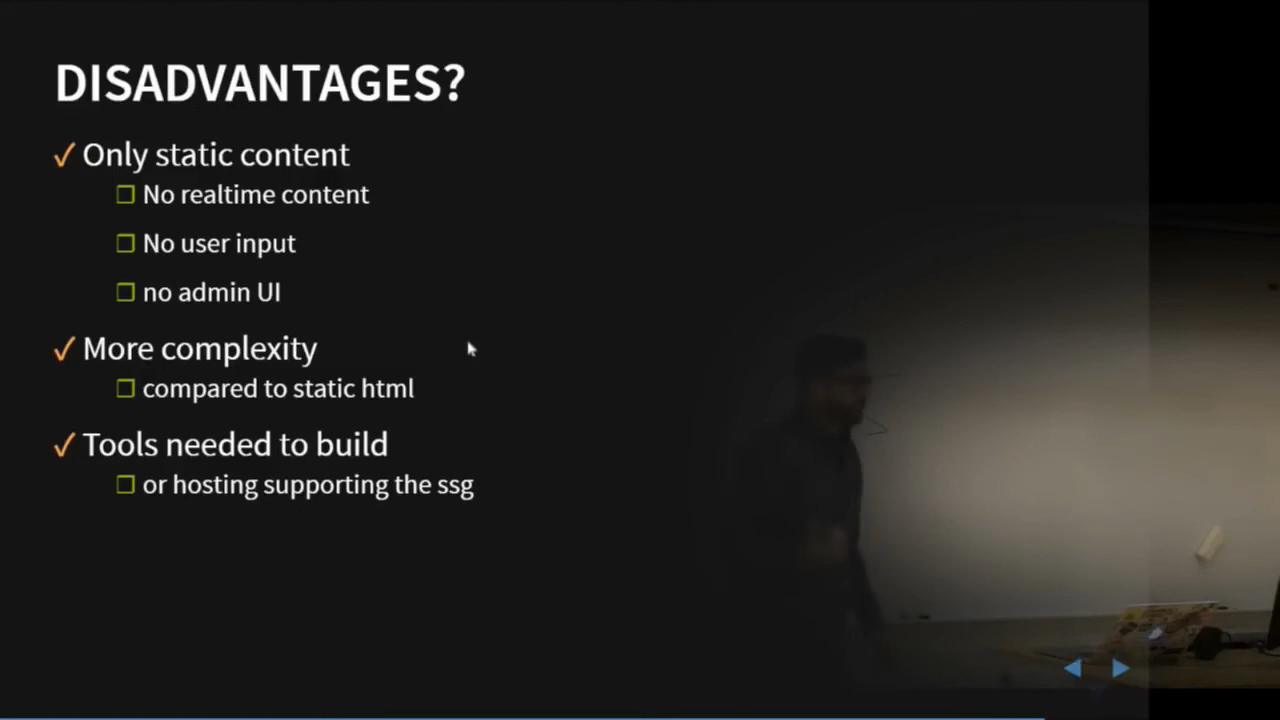 DISADVANTAGES?
Only static content
No realtime content
No user input
no admin UI
More complexity
compared to static html
Tools needed to build
or hosting supporting the ssg